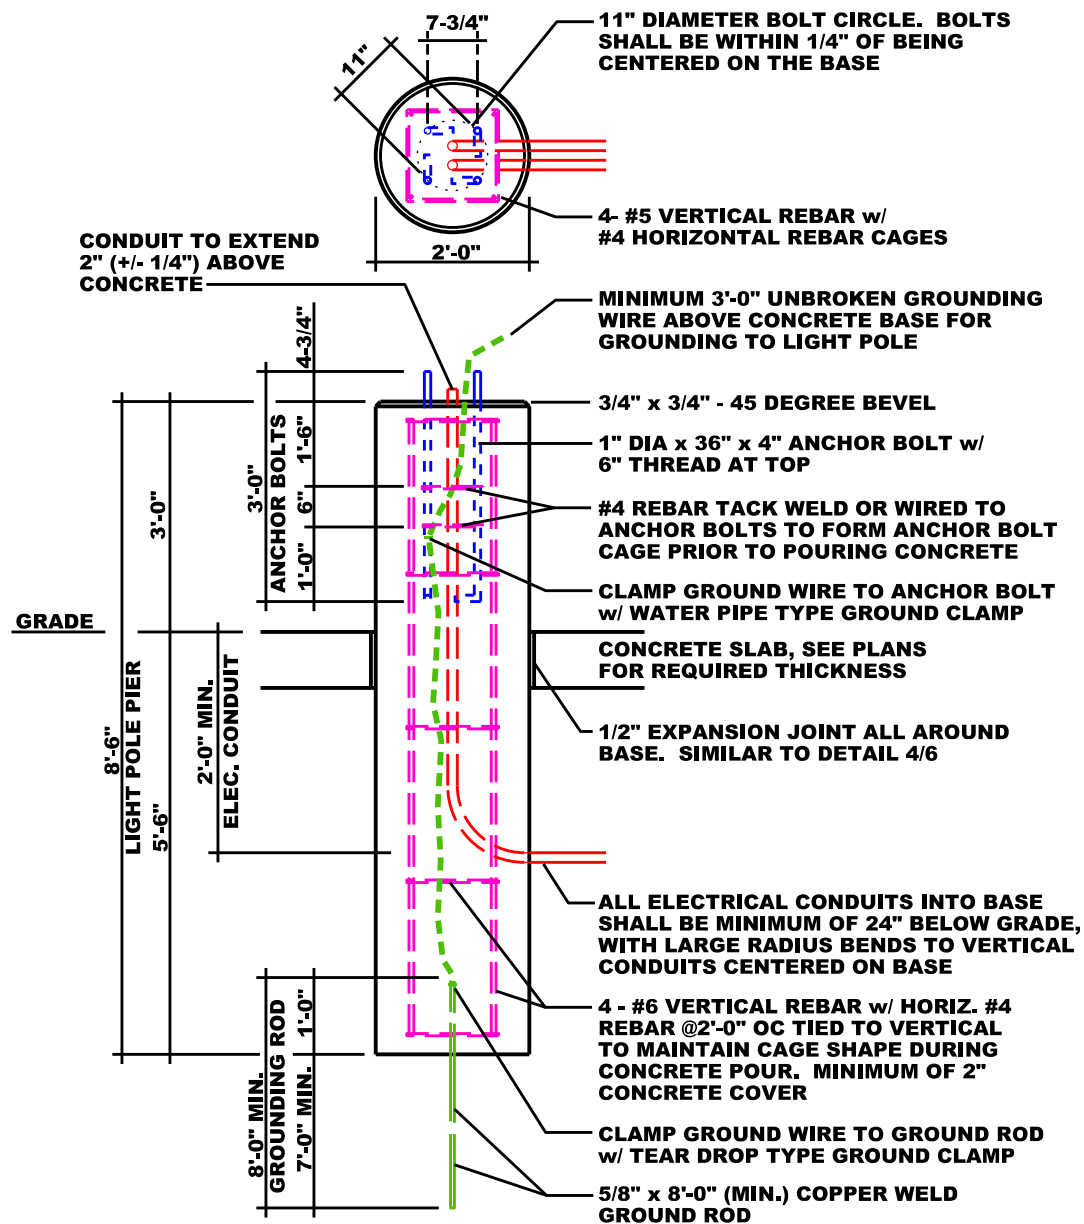 7-3/4"
11"
11" DIAMETER BOLT CIRCLE. BOLTS
SHALL BE WITHIN 1/4" OF BEING
CENTERED ON THE BASE
4- #5 VERTICAL REBAR w/
#4 HORIZONTAL REBAR CAGES
2'-0"
CONDUIT TO EXTEND
2" (+/- 1/4") ABOVE
CONCRETE
MINIMUM 3'-0" UNBROKEN GROUNDING
WIRE ABOVE CONCRETE BASE FOR
GROUNDING TO LIGHT POLE
4-3/4"
3/4" x 3/4" - 45 DEGREE BEVEL
1" DIA x 36" x 4" ANCHOR BOLT w/
6" THREAD AT TOP
3'-0"
ANCHOR BOLTS
1'-6"
6"
1'-0"
3'-0"
#4 REBAR TACK WELD OR WIRED TO
ANCHOR BOLTS TO FORM ANCHOR BOLT
CAGE PRIOR TO POURING CONCRETE
CLAMP GROUND WIRE TO ANCHOR BOLT
w/ WATER PIPE TYPE GROUND CLAMP
GRADE
CONCRETE SLAB, SEE PLANS
FOR REQUIRED THICKNESS
1/2" EXPANSION JOINT ALL AROUND
BASE. SIMILAR TO DETAIL 4/6
8'-6"
LIGHT POLE PIER
5'-6"
2'-0" MIN.
ELEC. CONDUIT
ALL ELECTRICAL CONDUITS INTO BASE
SHALL BE MINIMUM OF 24" BELOW GRADE,
WITH LARGE RADIUS BENDS TO VERTICAL
CONDUITS CENTERED ON BASE
4 - #6 VERTICAL REBAR w/ HORIZ. #4
REBAR @2'-0" OC TIED TO VERTICAL
TO MAINTAIN CAGE SHAPE DURING
CONCRETE POUR. MINIMUM OF 2"
CONCRETE COVER
8'-0" MIN.
GROUNDING ROD
1'-0"
7'-0" MIN.
CLAMP GROUND WIRE TO GROUND ROD
w/ TEAR DROP TYPE GROUND CLAMP
5/8" x 8'-0" (MIN.) COPPER WELD
GROUND ROD